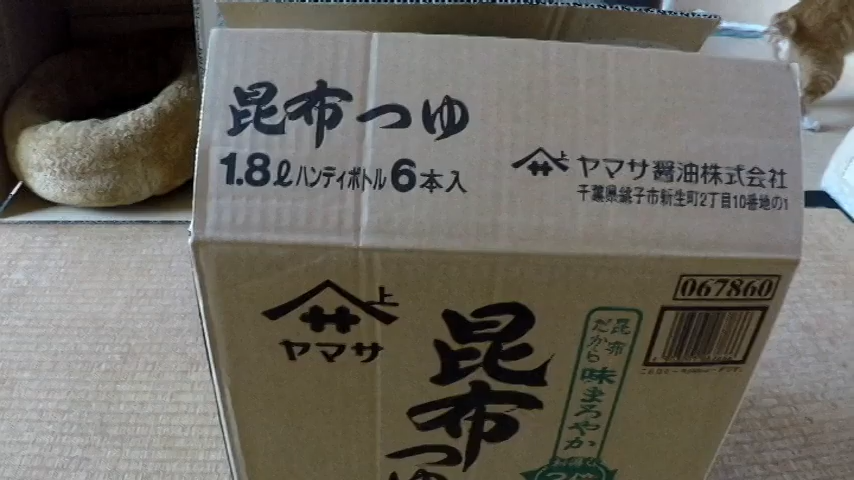 昆布つゆ
1.8ℓハンディボトル6本入
上
ヤマサ醤油株式会社
千葉県銚子市新生町2丁目10番地の1
上
ヤマサ
昆布つゆ
昆布だから
味まろやか
067860